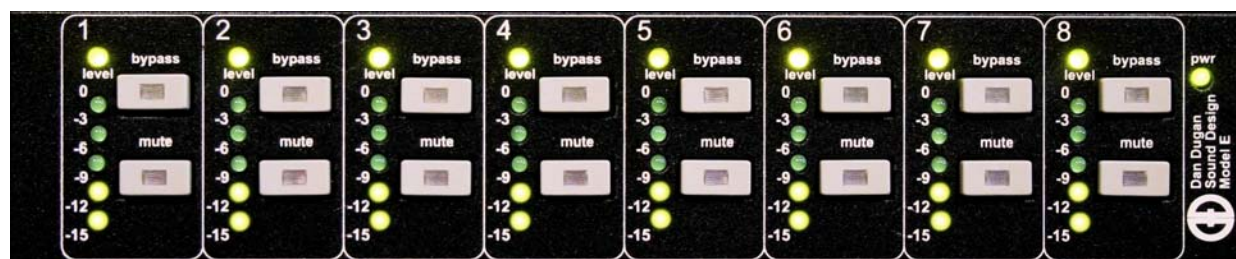 1 2 3 4 5 6 7 8
bypass bypass bypass bypass bypass bypass bypass bypass pwr
level level level level level level level level
0 0 0 0 0 0 0 0
-3 -3 -3 -3 -3 -3 -3 -3
mute mute mute mute mute mute mute mute
-6 -6 -6 -6 -6 -6 -6 -6
-9 -9 -9 -9 -9 -9 -9 -9
-12 -12 -12 -12 -12 -12 -12 -12
-15 -15 -15 -15 -15 -15 -15 -15
Dan Dugan
Sound Design
Model E